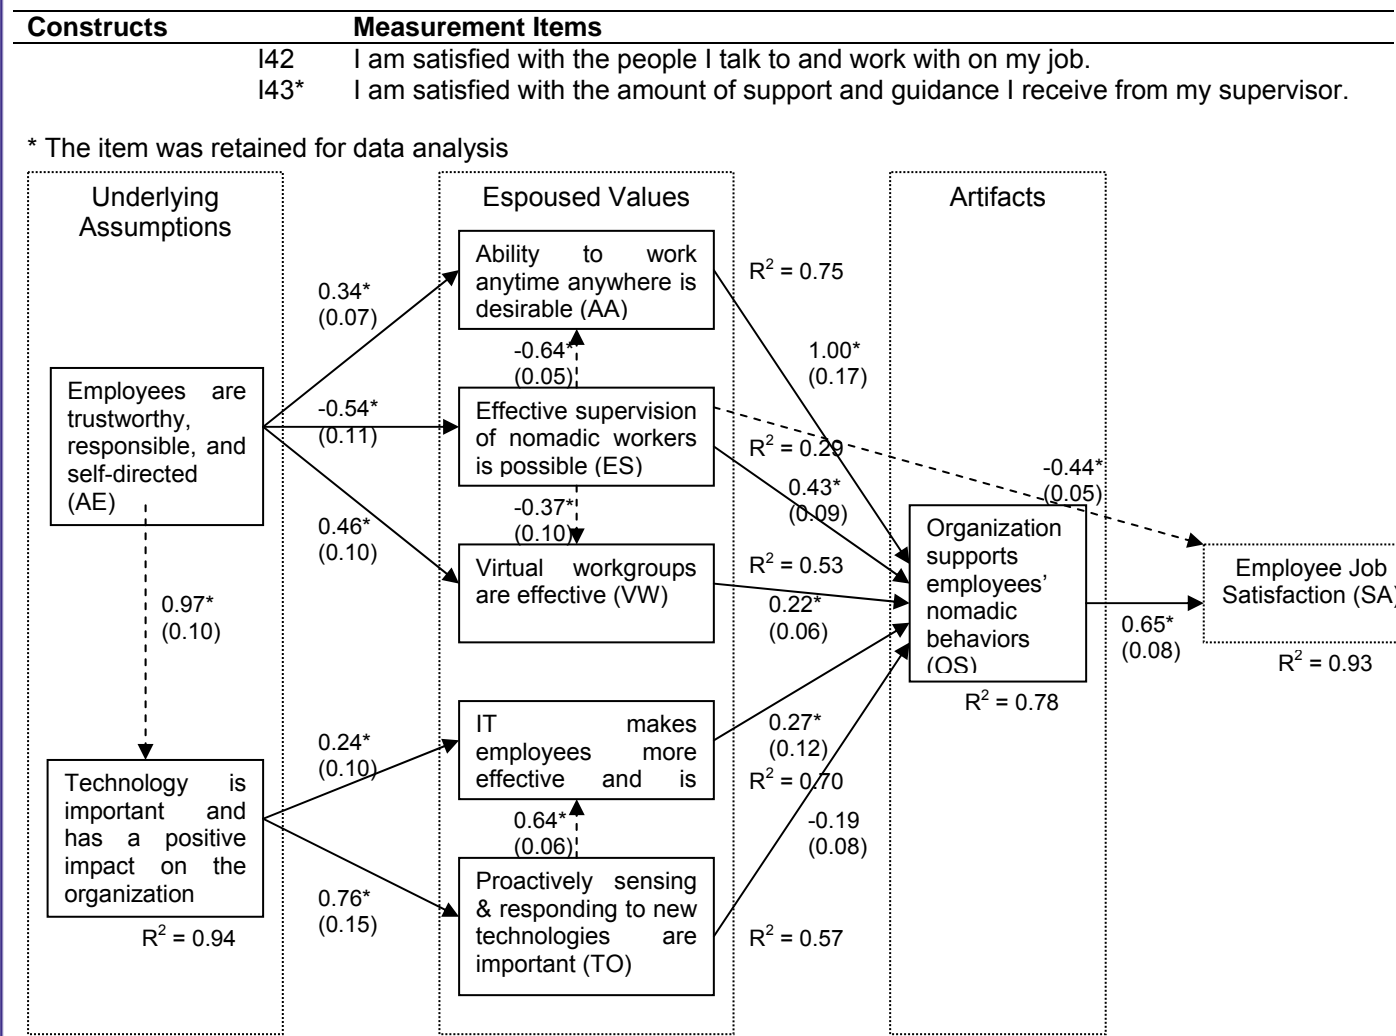 Constructs Measurement Items
I42 I am satisfied with the people I talk to and work with on my job.
I43* I am satisfied with the amount of support and guidance I receive from my supervisor.
* The item was retained for data analysis
Underlying
Assumptions
Employees are
trustworthy,
responsible, and
self-directed
(AE)
0.97*
(0.10)
Technology is
important and
has a positive
impact on the
organization
R² = 0.94
0.34*
(0.07)
-0.54*
(0.11)
0.46*
(0.10)
0.24*
(0.10)
0.76*
(0.15)
Espoused Values
Ability to work
anytime anywhere is
desirable (AA)
-0.64*
(0.05)
Effective supervision
of nomadic workers
is possible (ES)
-0.37*
(0.10)
Virtual workgroups
are effective (VW)
IT makes
employees more
effective and is
0.64*
(0.06)
Proactively sensing
& responding to new
technologies are
important (TO)
R² = 0.75
1.00*
(0.17)
R² = 0.29
0.43*
(0.09)
R² = 0.53
0.22*
(0.06)
0.27*
(0.12)
R² = 0.70
-0.19
(0.08)
R² = 0.57
Artifacts
Organization
supports
employees'
nomadic
behaviors
(OS)
R² = 0.78
-0.44*
(0.05)
0.65*
(0.08)
Employee Job
Satisfaction (SA)
R² = 0.93